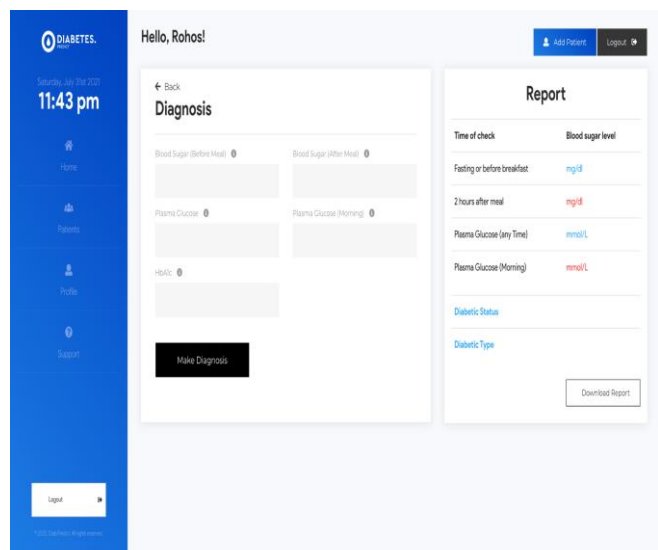 DIABETES.
PREDICT
Saturday, July 31st 2021
11:43 pm
Home
Patients
Profile
Support
Logout
Hello, Rohos!
Add Patient
Logout
Back
Diagnosis
Blood Sugar (Before Meal)
Blood Sugar (After Meal)
Plasma Glucose
Plasma Glucose (Morning)
HbA1c
Make Diagnosis
Report
Time of check Blood sugar level
Fasting or before breakfast mg/dl
2 hours after meal mg/dl
Plasma Glucose (any Time) mmol/L
Plasma Glucose (Morning) mmol/L
Diabetic Status
Diabetic Type
Download Report